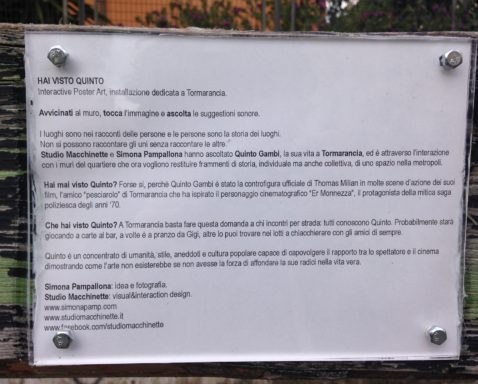 HAI VISTO QUINTO
Interactive Poster Art, installazione dedicata a Tormarancia.
Avvicinati al muro, tocca l'immagine e ascolta le suggestioni sonore.
I luoghi sono nei racconti delle persone e le persone sono la storia dei luoghi.
Non si possono raccontare gli uni senza raccontare le altre.
Studio Macchinette e Simona Pampallona hanno ascoltato Quinto Gambi, la sua vita a Tormarancia, ed é attraverso l'interazione
con i muri del quartiere che ora vogliono restituire frammenti di storia, individuale ma anche collettiva, di uno spazio nella metropoli.
Hai mai visto Quinto? Forse si, perchè Quinto Gambi é stato la controfigura ufficiale di Thomas Milian in molte scene d'azione dei suoi
film, l'amico "pesciarolo" di Tormarancia che ha ispirato il personaggio cinematografico "Er Monnezza", il protagonista della mitica saga
poliziesca degli anni '70.
Che hai visto Quinto? A Tormarancia basta fare questa domanda a chi incontri per strada: tutti conoscono Quinto. Probabilmente starà
giocando a carte al bar, a volte é a pranzo da Gigi, altre lo puoi trovare nei lotti a chiacchierare con gli amici di sempre.
Quinto é un concentrato di umanità, stile, aneddoti e cultura popolare capace di capovolgere il rapporto tra lo spettatore e il cinema
dimostrando come l'arte non esisterebbe se non avesse la forza di affondare la sue radici nella vita vera.
Simona Pampallona: idea e fotografia.
Studio Macchinette: visual&interaction design.
www.simonapamp.com
www.studiomacchinette.it
www.facebook.com/studiomacchinette